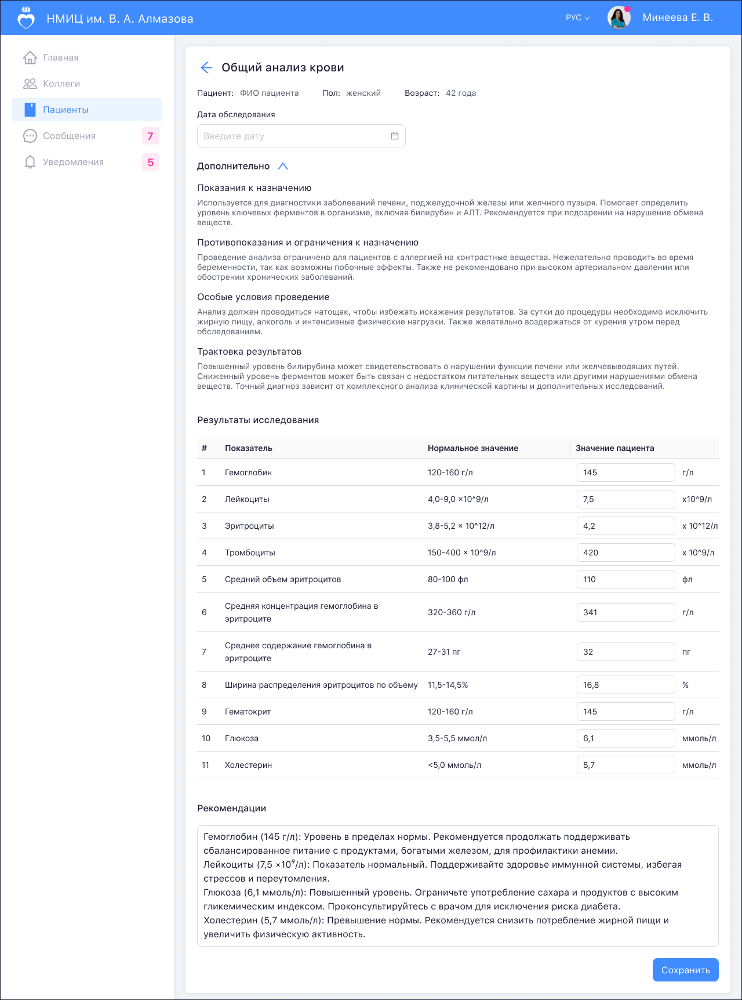 НМИЦ им. В. А. Алмазова
РУС
Минеева Е. В.
Главная
Коллеги
Пациенты
Сообщения 7
Уведомления 5
Общий анализ крови
Пациент: ФИО пациента Пол: женский Возраст: 42 года
Дата обследования
Введите дату
Дополнительно
Показания к назначению
Используется для диагностики заболеваний печени, поджелудочной железы или желчного пузыря. Помогает определить
уровень ключевых ферментов в организме, включая билирубин и АЛТ. Рекомендуется при подозрении на нарушение обмена
веществ.
Противопоказания и ограничения к назначению
Проведение анализа ограничено для пациентов с аллергией на контрастные вещества. Нежелательно проводить во время
беременности, так как возможны побочные эффекты. Также не рекомендовано при высоком артериальном давлении или
обострении хронических заболеваний.
Особые условия проведение
Анализ должен проводиться натощак, чтобы избежать искажения результатов. За сутки до процедуры необходимо исключить
жирную пищу, алкоголь и интенсивные физические нагрузки. Также желательно воздержаться от курения утром перед
обследованием.
Трактовка результатов
Повышенный уровень билирубина может свидетельствовать о нарушении функции печени или желчевыводящих путей.
Сниженный уровень ферментов может быть связан с недостатком питательных веществ или другими нарушениями обмена
веществ. Точный диагноз зависит от комплексного анализа клинической картины и дополнительных исследований.
Результаты исследования
# Показатель Нормальное значение Значение пациента
1 Гемоглобин 120-160 г/л 145 г/л
2 Лейкоциты 4,0-9,0 ×10^9/л 7,5 х10^9/л
3 Эритроциты 3,8-5,2 × 10^12/л 4,2 х 10^12/л
4 Тромбоциты 150-400 × 10^9/л 420 х 10^9/л
5 Средний объем эритроцитов 80-100 фл 110 фл
6 Средняя концентрация гемоглобина в
эритроците 320-360 г/л 341 г/л
7 Среднее содержание гемоглобина в
эритроците 27-31 пг 32 пг
8 Ширина распределения эритроцитов по объему 11,5-14,5% 16,8 %
9 Гематокрит 120-160 г/л 145 г/л
10 Глюкоза 3,5-5,5 ммол/л 6,1 ммоль/л
11 Холестерин <5,0 ммоль/л 5,7 ммоль/л
Рекомендации
Гемоглобин (145 г/л): Уровень в пределах нормы. Рекомендуется продолжать поддерживать
сбалансированное питание с продуктами, богатыми железом, для профилактики анемии.
Лейкоциты (7,5 ×10⁹/л): Показатель нормальный. Поддерживайте здоровье иммунной системы, избегая
стрессов и переутомления.
Глюкоза (6,1 ммоль/л): Повышенный уровень. Ограничьте употребление сахара и продуктов с высоким
гликемическим индексом. Проконсультируйтесь с врачом для исключения риска диабета.
Холестерин (5,7 ммоль/л): Превышение нормы. Рекомендуется снизить потребление жирной пищи и
увеличить физическую активность.
Сохранить